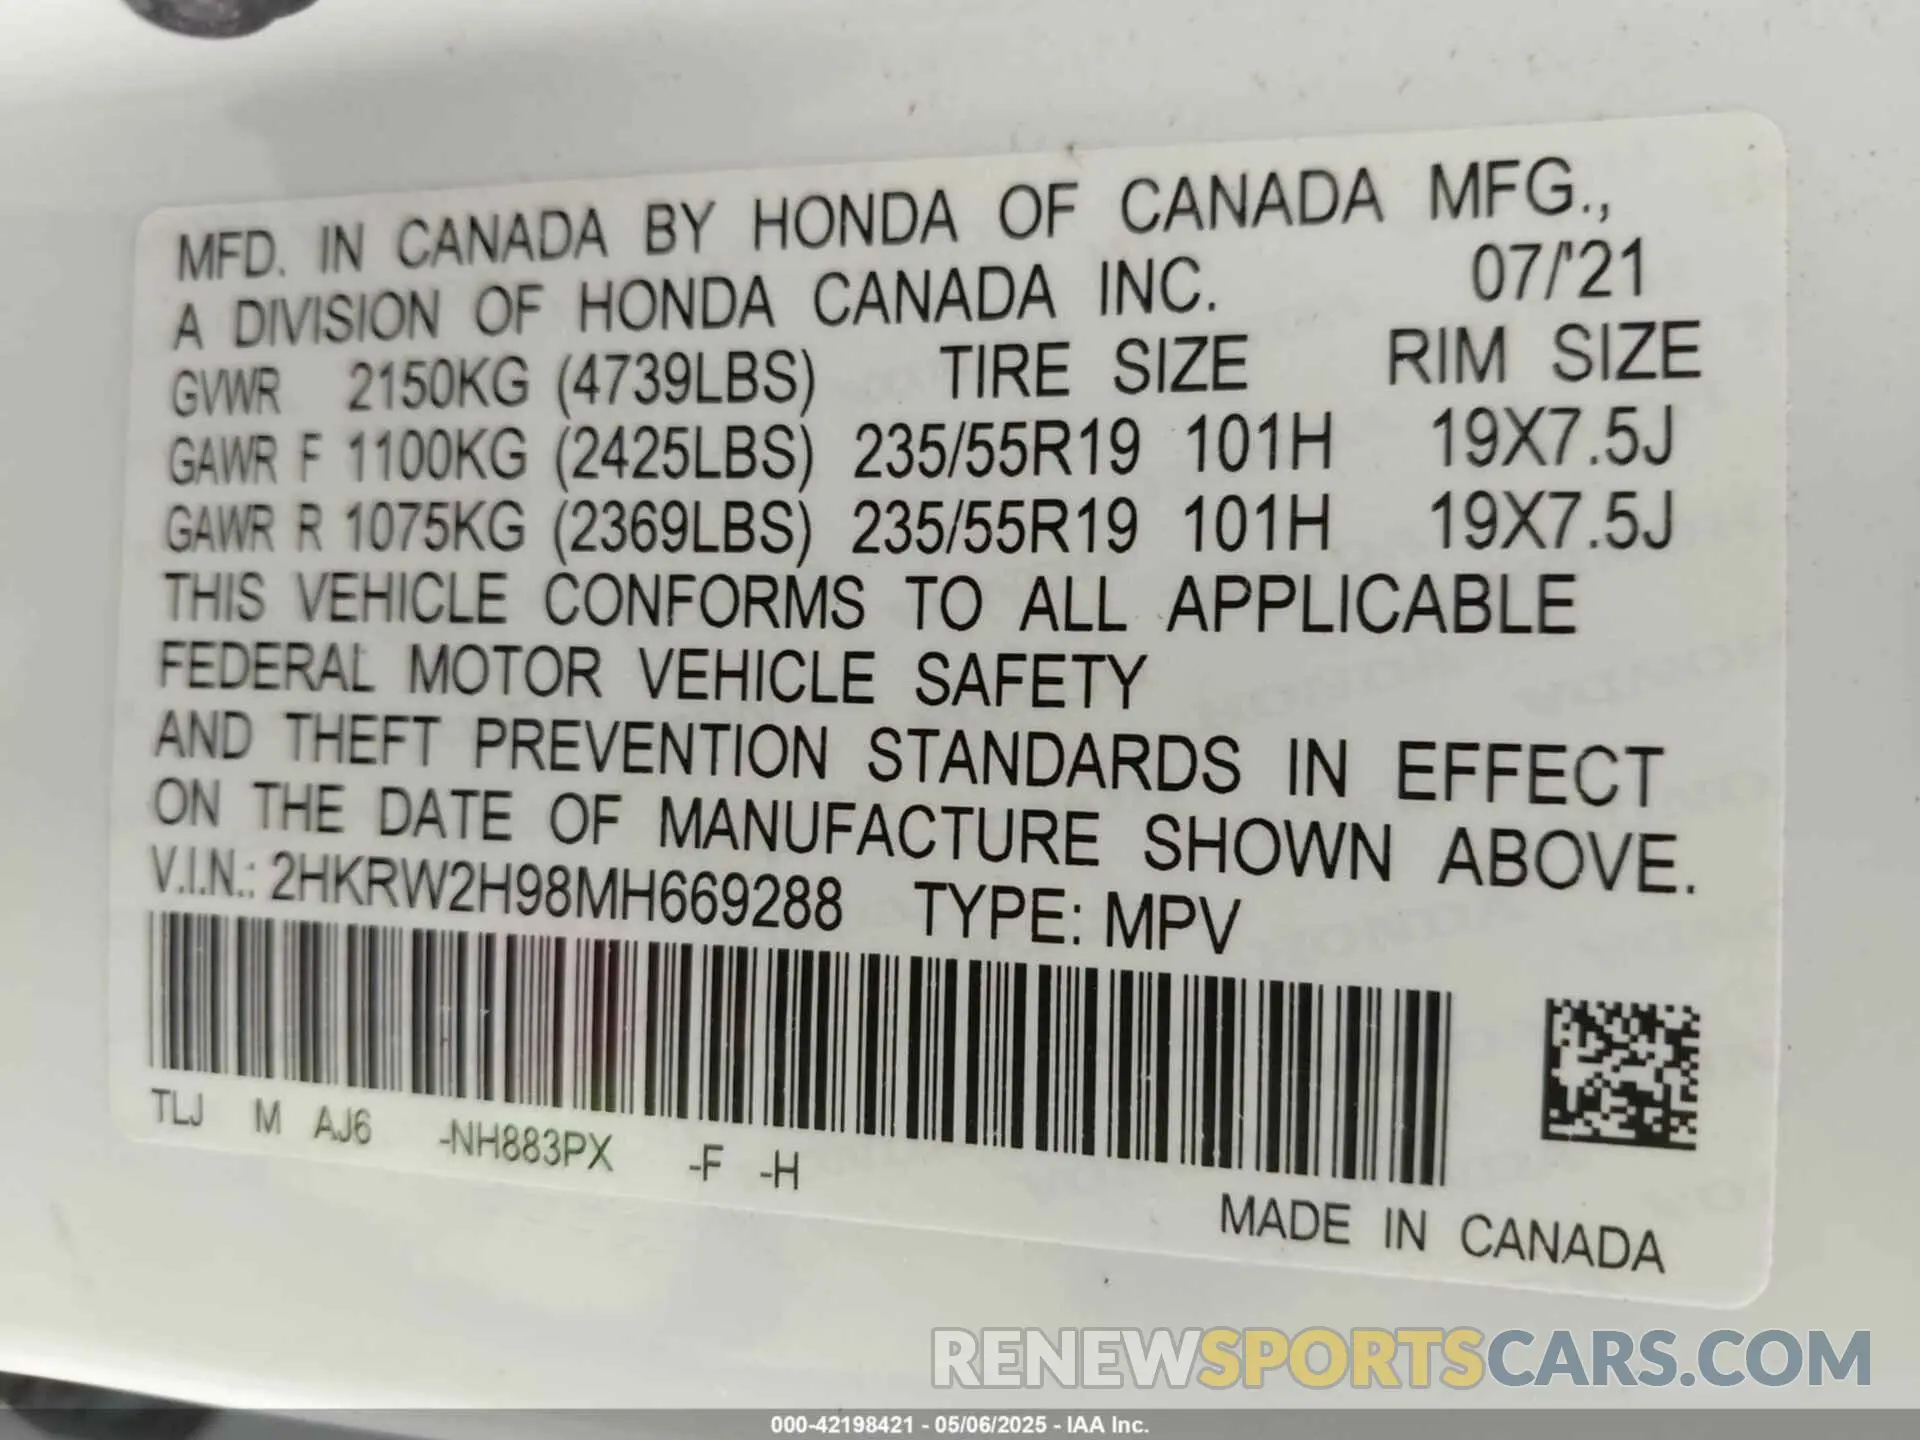 MFD. IN CANADA BY HONDA OF CANADA MFG.,
A DIVISION OF HONDA CANADA INC. 07/'21
GVWR 2150KG (4739LBS) TIRE SIZE RIM SIZE
GAWR F 1100KG (2425LBS) 235/55R19 101H 19X7.5J
GAWR R 1075KG (2369LBS) 235/55R19 101H 19X7.5J
THIS VEHICLE CONFORMS TO ALL APPLICABLE
FEDERAL MOTOR VEHICLE SAFETY
AND THEFT PREVENTION STANDARDS IN EFFECT
ON THE DATE OF MANUFACTURE SHOWN ABOVE.
V.I.N.: 2HKRW2H98MH669288 TYPE: MPV
TLJ M AJ6 -NH883PX -F -H
MADE IN CANADA
RENEWSPORTSCARS.COM
000-42198421 - 05/06/2025 - IAA Inc.